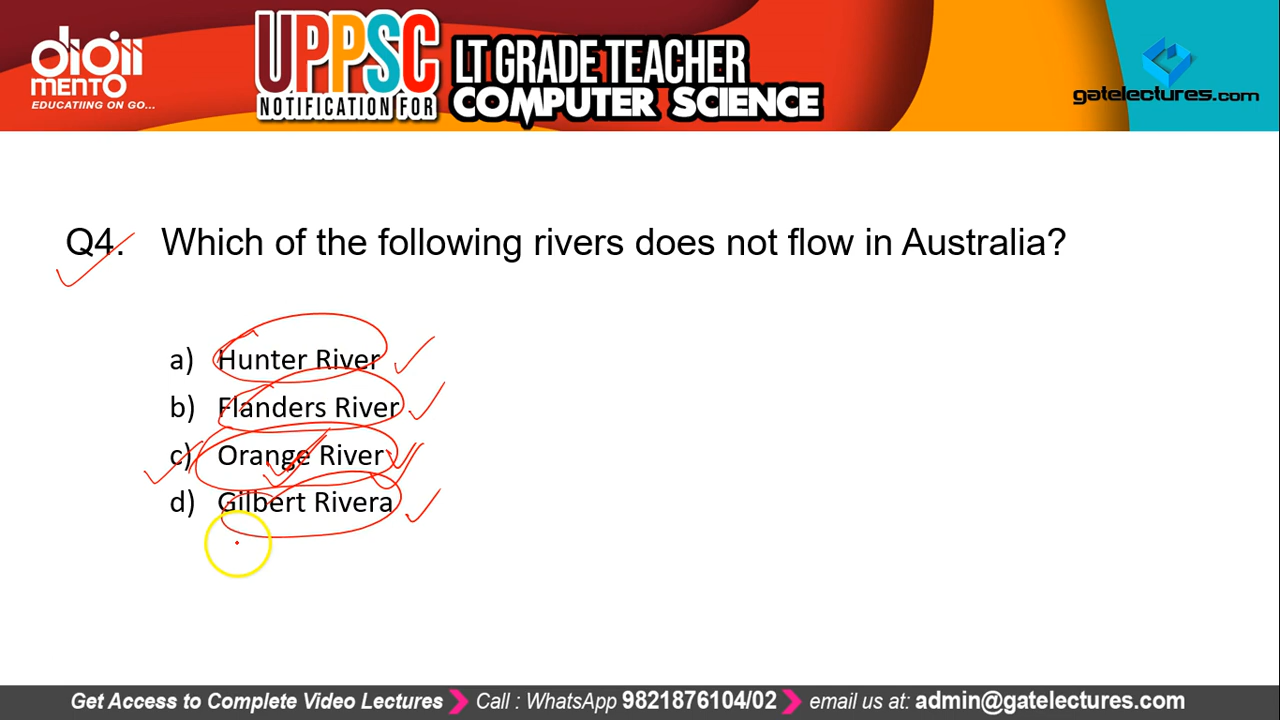 digii
MENTO
EDUCATIING ON GO...
UPPSC
NOTIFICATION FOR
LT GRADE TEACHER
COMPUTER SCIENCE
gatelectures.com
Q4. Which of the following rivers does not flow in Australia?
a) Hunter River
b) Flanders River
c) Orange River
d) Gilbert Rivera
Get Access to Complete Video Lectures Call : WhatsApp 9821876104/02 email us at: admin@gatelectures.com